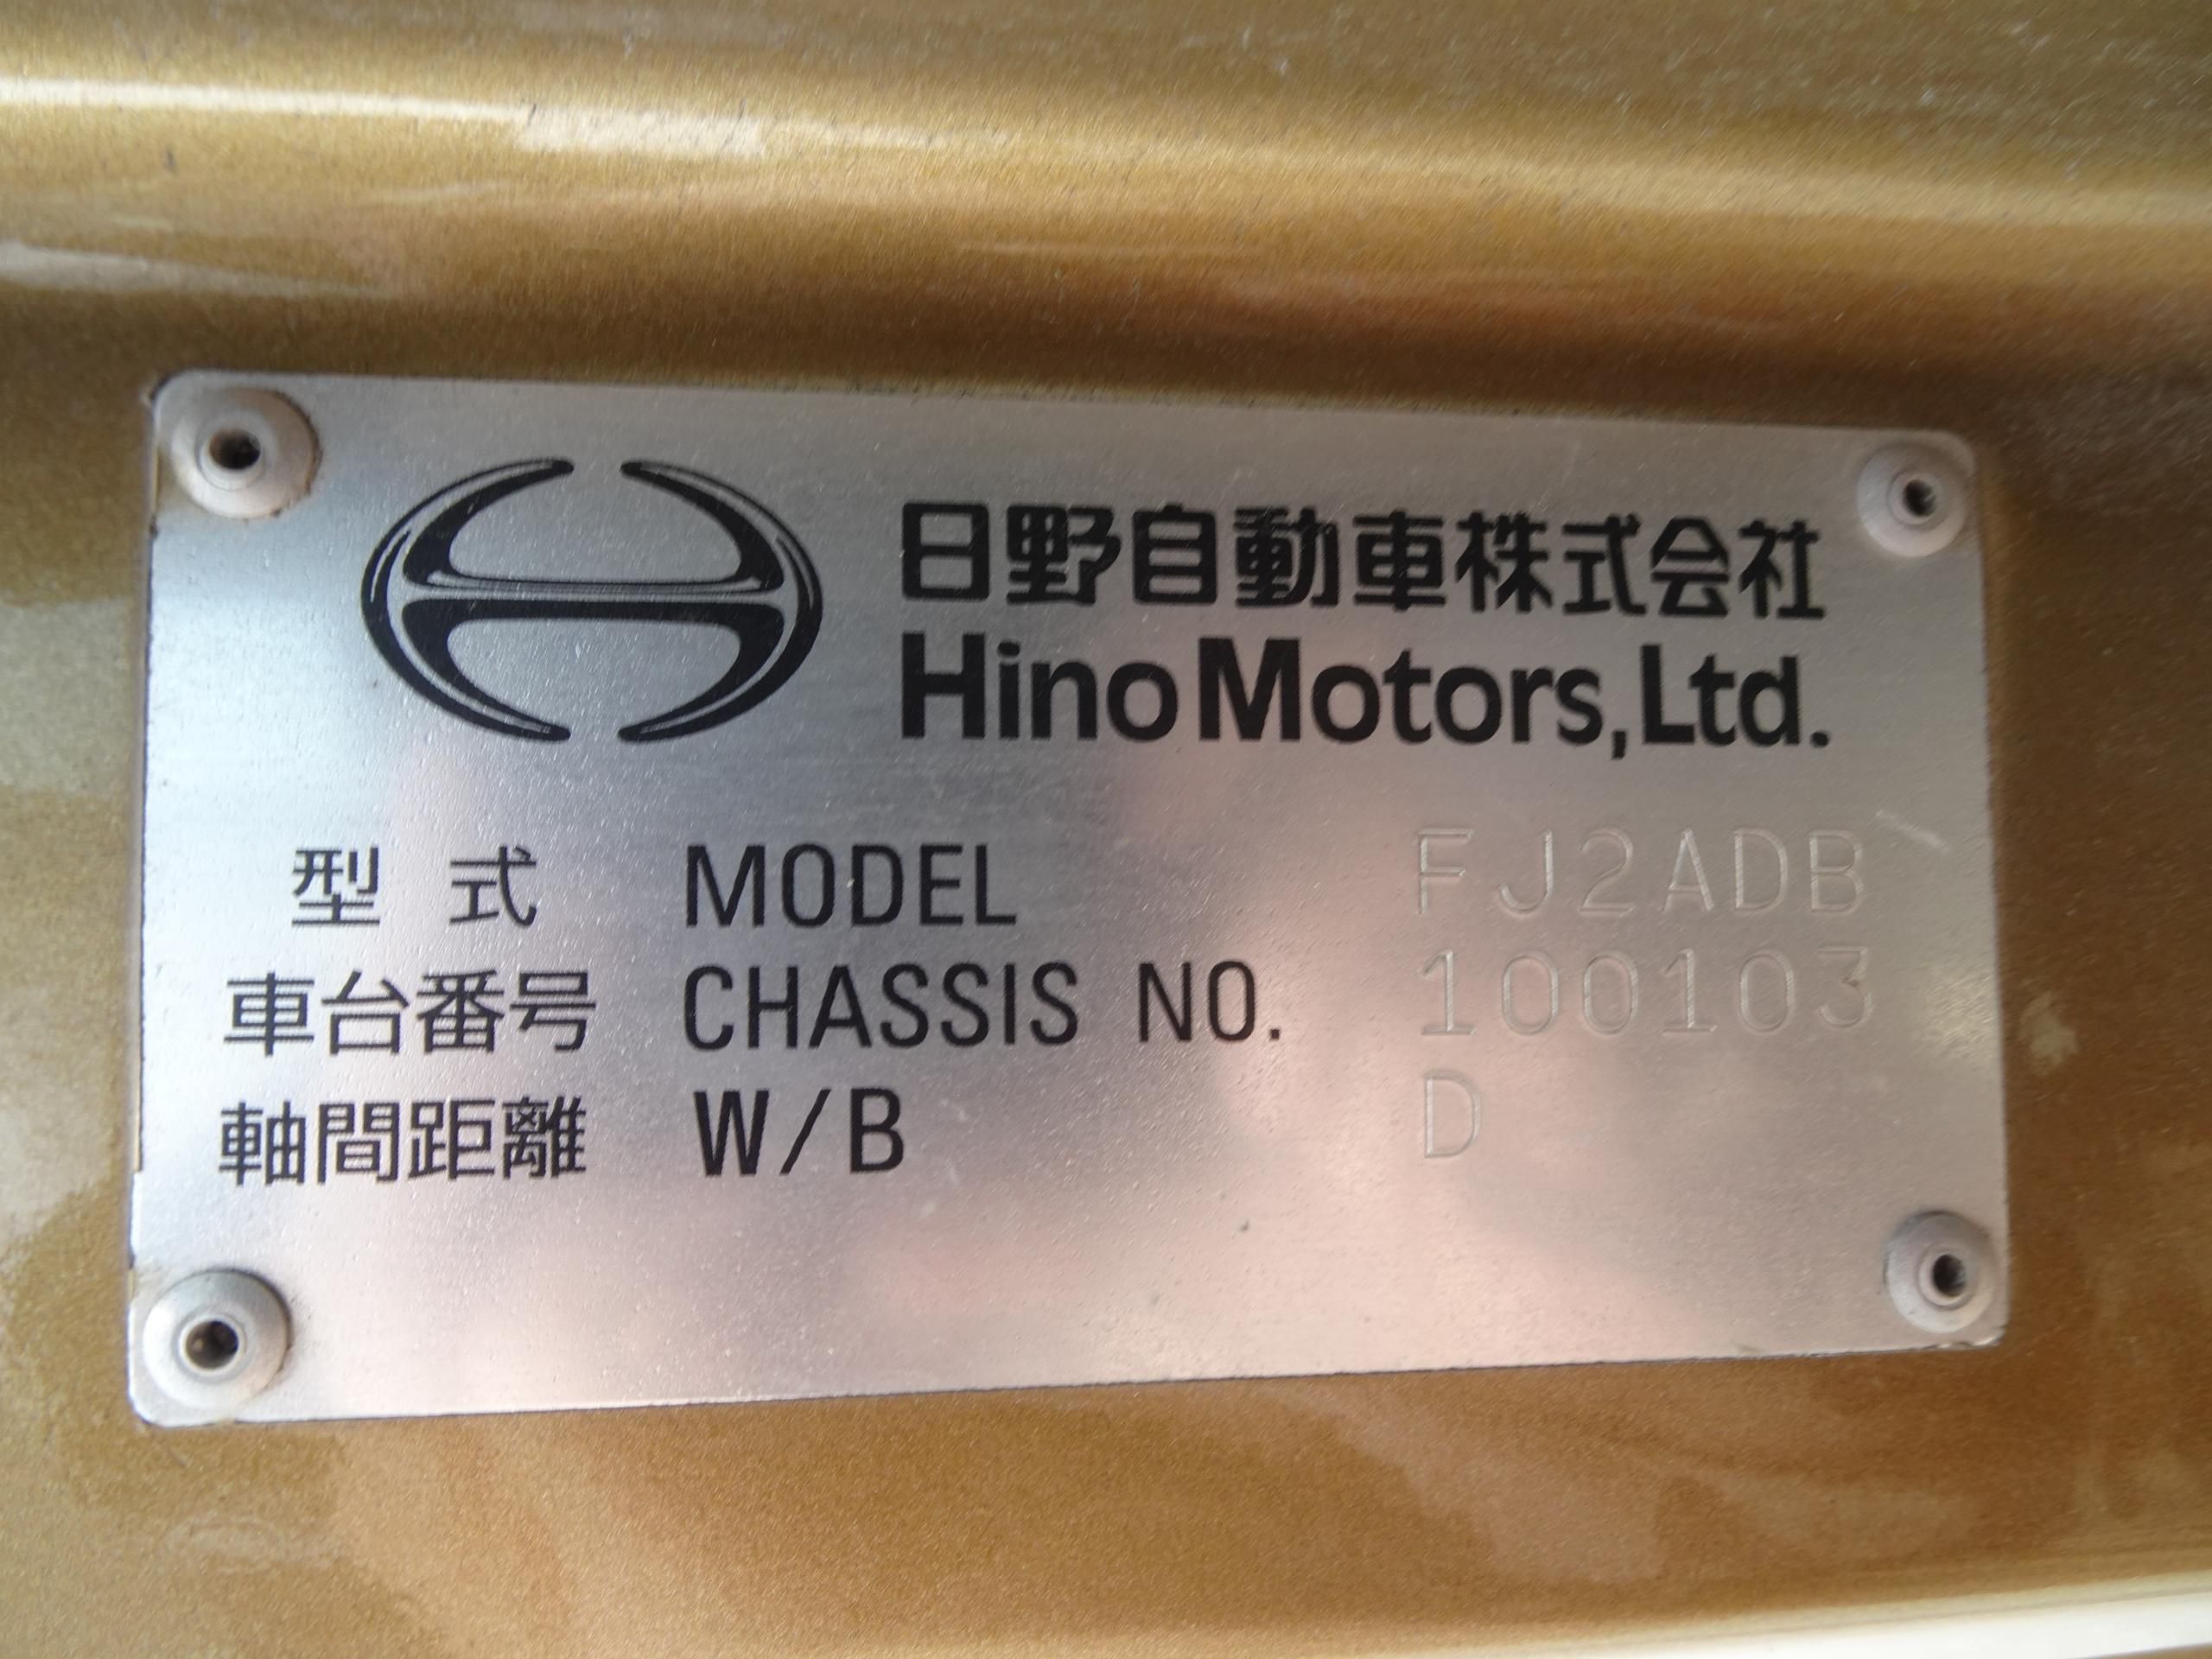 日野自動車株式会社
Hino Motors,Ltd.
型式 MODEL FJ2ADB
車台番号 CHASSIS NO. 100103
軸間距離 W/B D